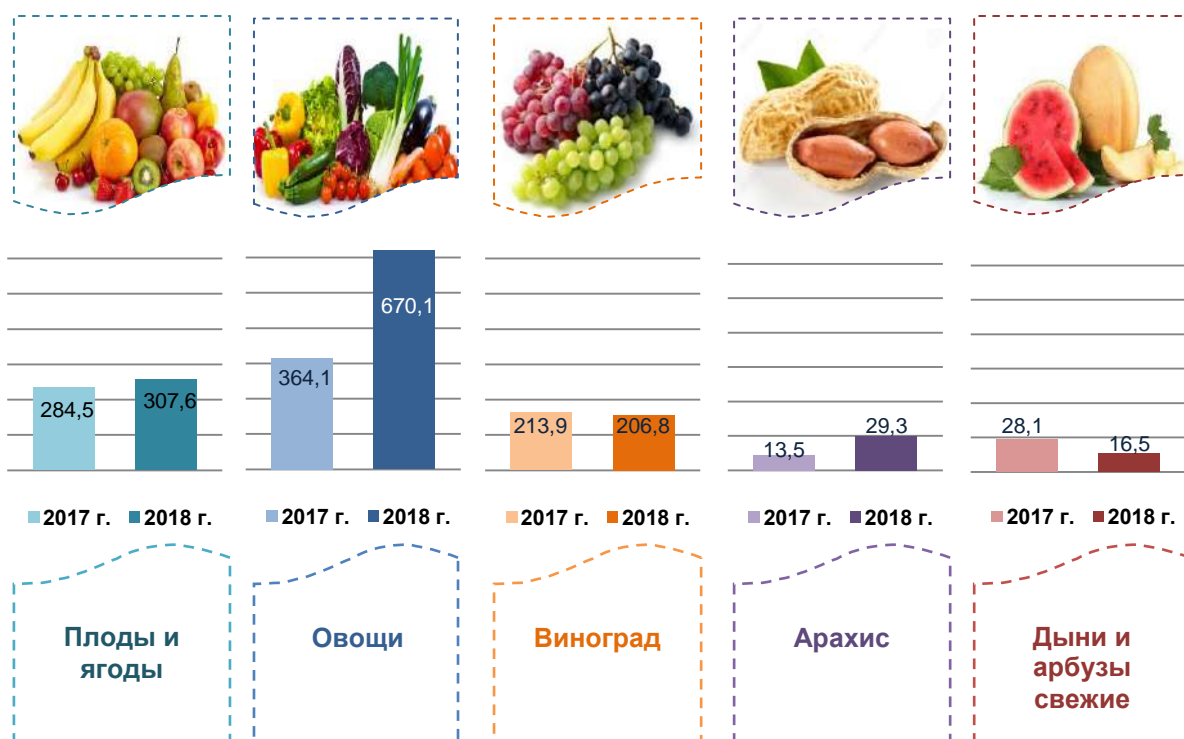 284,5
307,6
364,1
670,1
213,9
206,8
13,5
29,3
28,1
16,5
2017 г. 2018 г.
2017 г. 2018 г.
2017 г. 2018 г.
2017 г. 2018 г.
2017 г. 2018 г.
Плоды и
ягоды
Овощи
Виноград
Арахис
Дыни и
арбузы
свежие